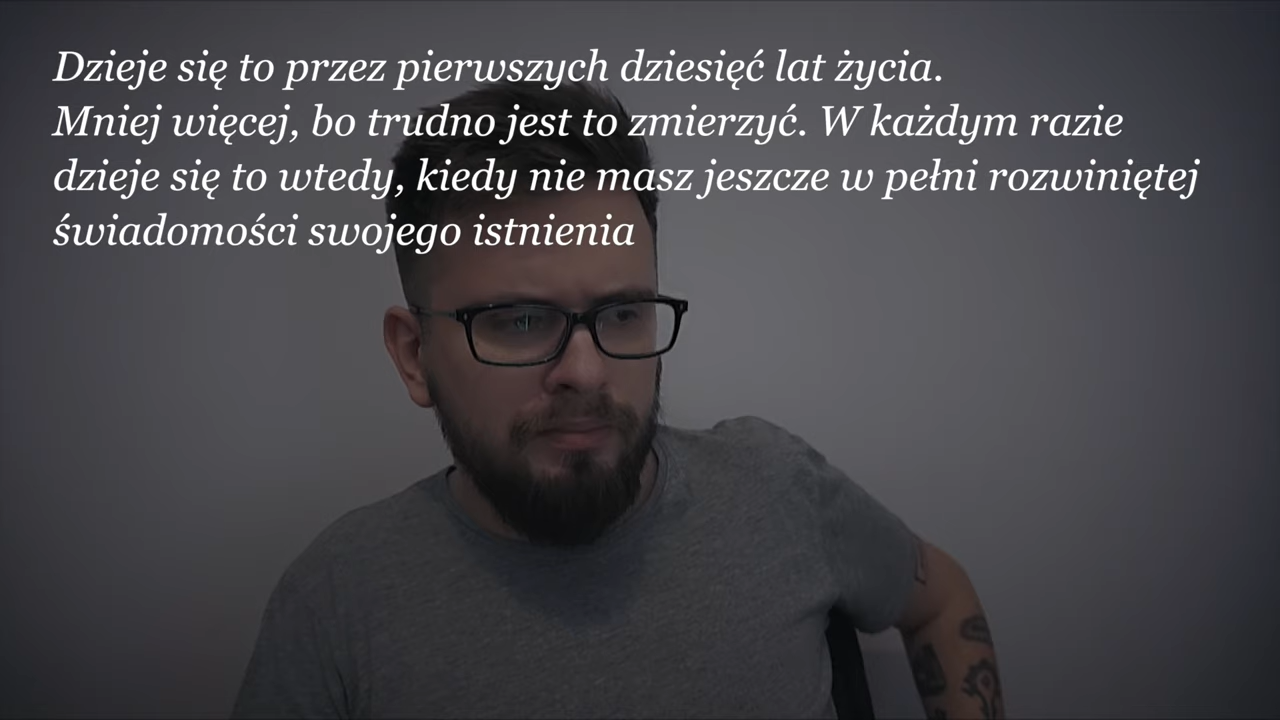 Dzieje się to przez pierwszych dziesięć lat życia.
Mniej więcej, bo trudno jest to zmierzyć. W każdym razie
dzieje się to wtedy, kiedy nie masz jeszcze w pełni rozwiniętej
świadomości swojego istnienia